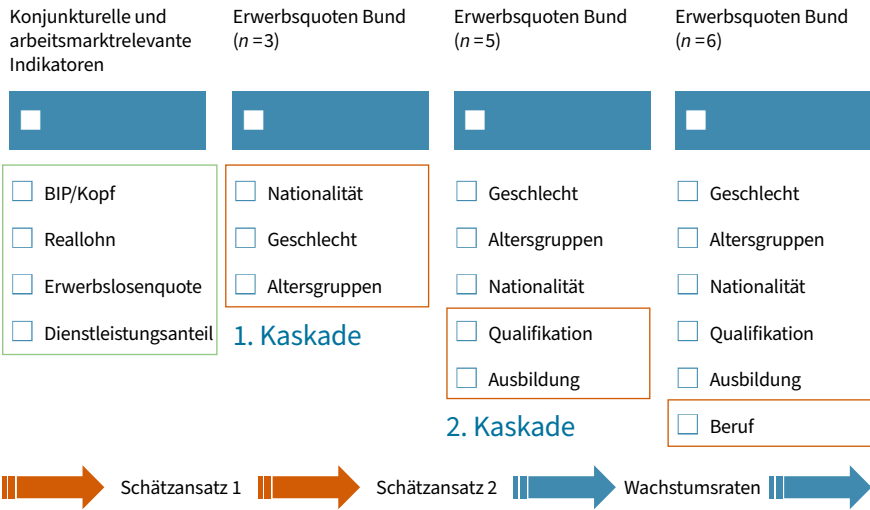 Konjunkturelle und
arbeitsmarktrelevante
Indikatoren
BIP/Kopf
Reallohn
Erwerbslosenquote
Dienstleistungsanteil
Erwerbsquoten Bund
(n = 3)
Nationalität
Geschlecht
Altersgruppen
1. Kaskade
Erwerbsquoten Bund
(n = 5)
Geschlecht
Altersgruppen
Nationalität
Qualifikation
Ausbildung
2. Kaskade
Erwerbsquoten Bund
(n = 6)
Geschlecht
Altersgruppen
Nationalität
Qualifikation
Ausbildung
Beruf
Schätzansatz 1
Schätzansatz 2
Wachstumsraten